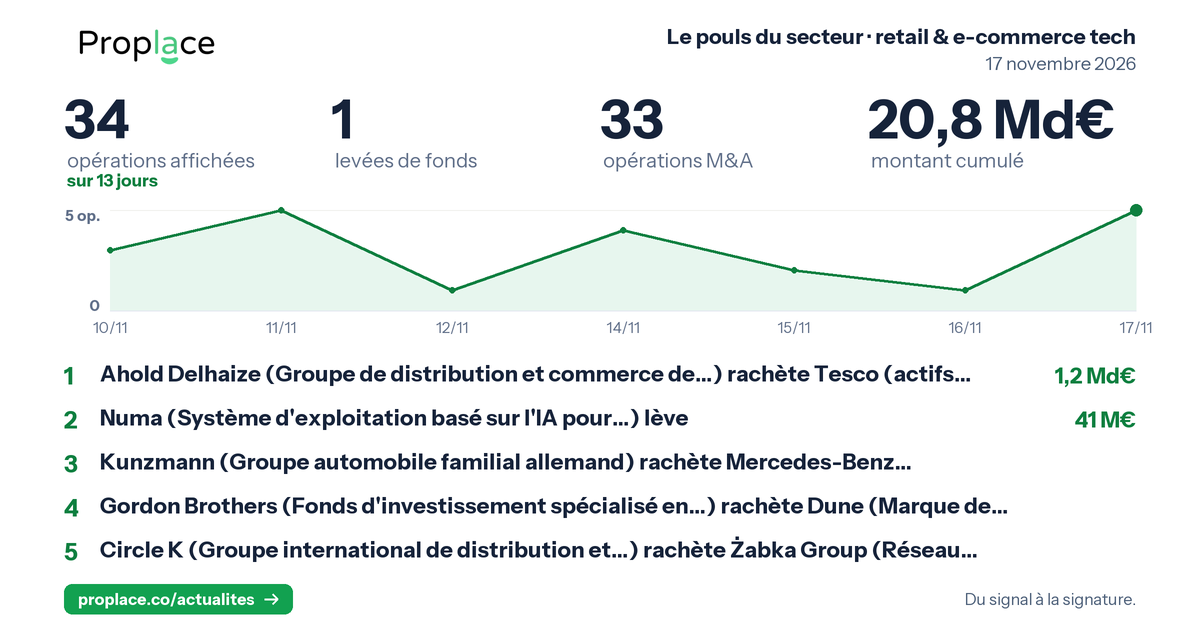 Proplace
Le pouls du secteur · retail & e-commerce tech
17 novembre 2026
34
opérations affichées
sur 13 jours
1
levées de fonds
33
opérations M&A
20,8 Md€
montant cumulé
5 op.
0
10/11 11/11 12/11 14/11 15/11 16/11 17/11
1 Ahold Delhaize (Groupe de distribution et commerce de...) rachète Tesco (actifs... 1,2 Md€
2 Numa (Système d'exploitation basé sur l'IA pour...) lève 41 M€
3 Kunzmann (Groupe automobile familial allemand) rachète Mercedes-Benz...
4 Gordon Brothers (Fonds d'investissement spécialisé en...) rachète Dune (Marque de...
5 Circle K (Groupe international de distribution et...) rachète Żabka Group (Réseau...
proplace.co/actualites →
Du signal à la signature.